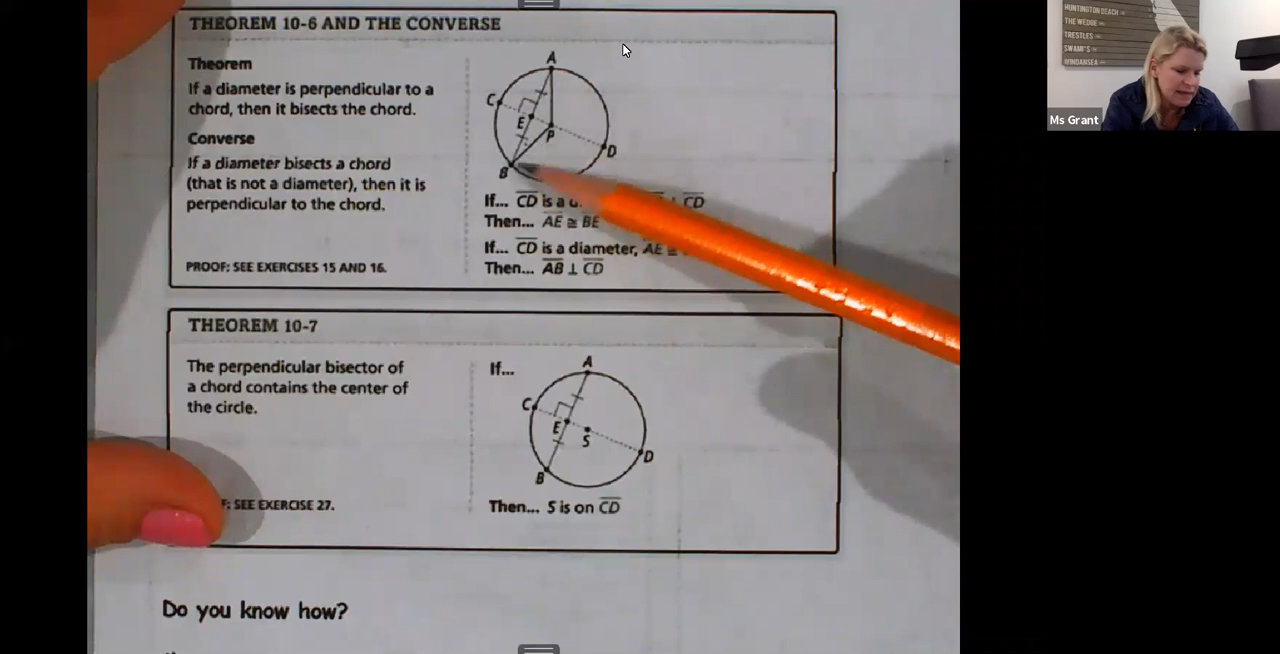 THEOREM 10-6 AND THE CONVERSE
Theorem
If a diameter is perpendicular to a
chord, then it bisects the chord.
Converse
If a diameter bisects a chord
(that is not a diameter), then it is
perpendicular to the chord.
PROOF: SEE EXERCISES 15 AND 16.
A
C
E
P
D
B
If... CD is a CD
Then... AE ≅ BE
If... CD is a diameter, AE ≅
Then... AB ⊥ CD
THEOREM 10-7
The perpendicular bisector of
a chord contains the center of
the circle.
: SEE EXERCISE 27.
If...
A
C
E
S
D
B
Then... S is on CD
Do you know how?
HUNTINGTON BEACH
THE WEDGE
TRESTLES
SWAMI'S
WINDANSEA
Ms Grant